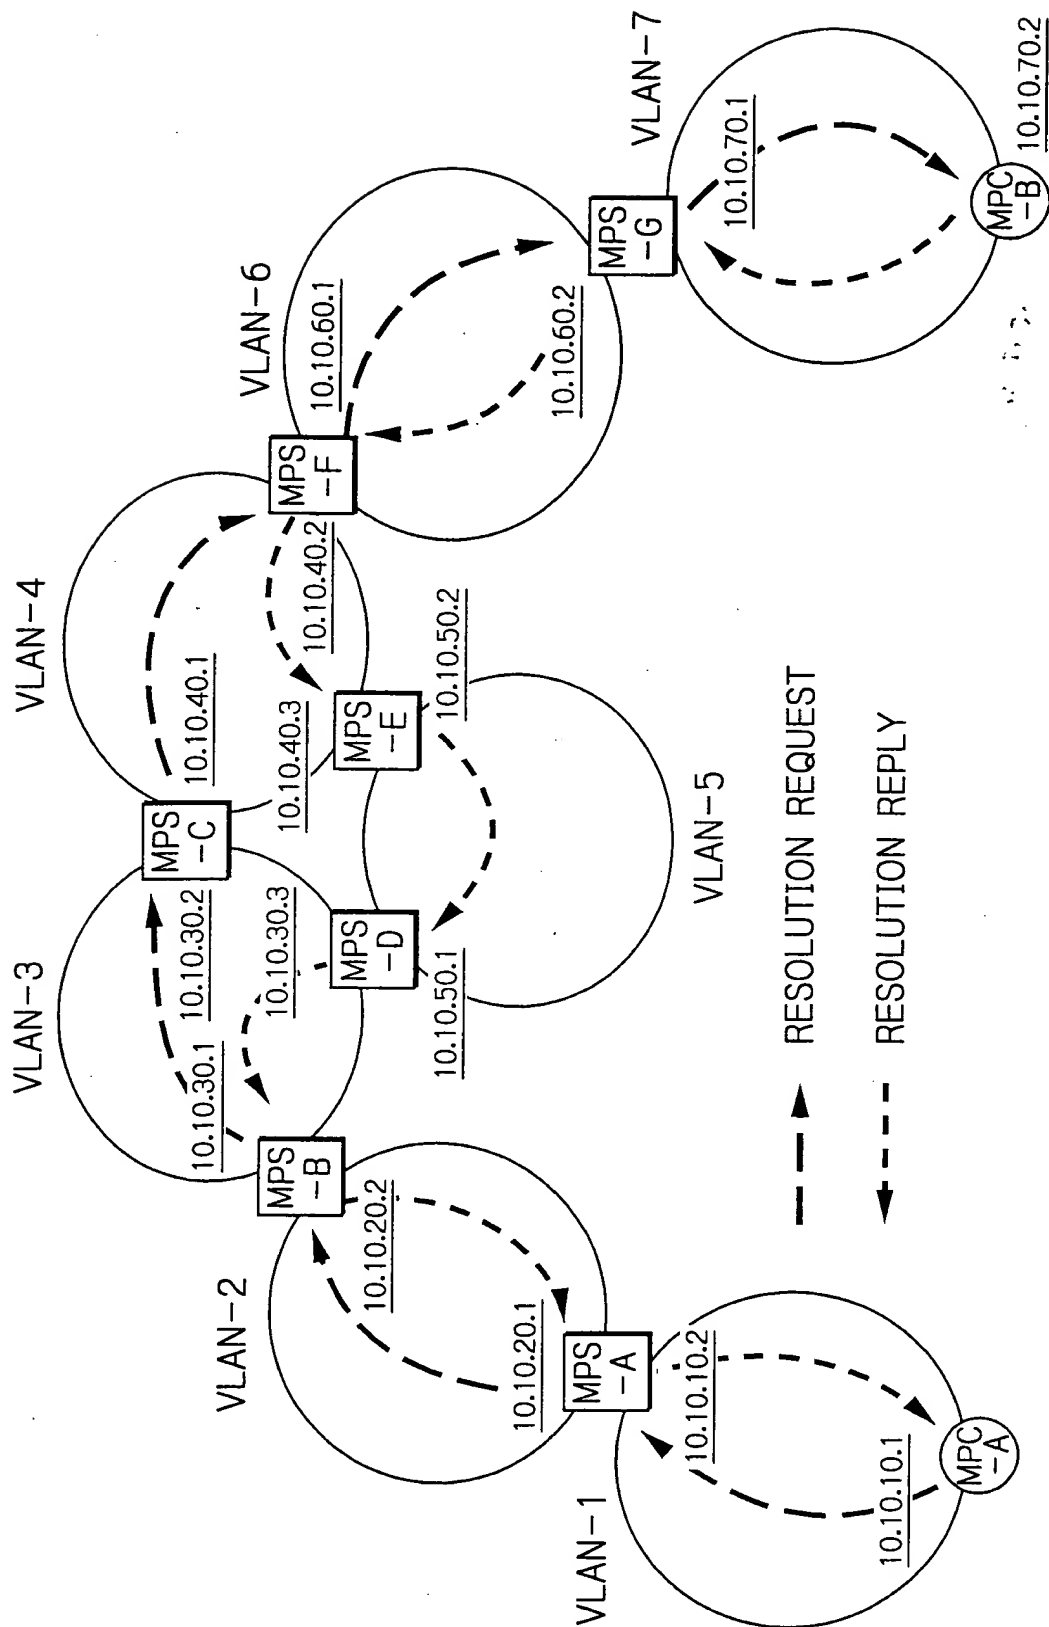 VLAN-1
VLAN-2
VLAN-3
VLAN-4
VLAN-6
VLAN-7
MPC
-A
10.10.10.1
10.10.10.2
MPS
-A
10.10.20.1
10.10.20.2
MPS
-B
10.10.30.1
10.10.30.2
10.10.30.3
MPS
-C
MPS
-D
10.10.40.1
10.10.40.3
10.10.40.2
MPS
-E
MPS
-F
10.10.50.1
10.10.50.2
VLAN-5
10.10.60.1
10.10.60.2
MPS
-G
10.10.70.1
MPC
-B
10.10.70.2
RESOLUTION REQUEST
RESOLUTION REPLY